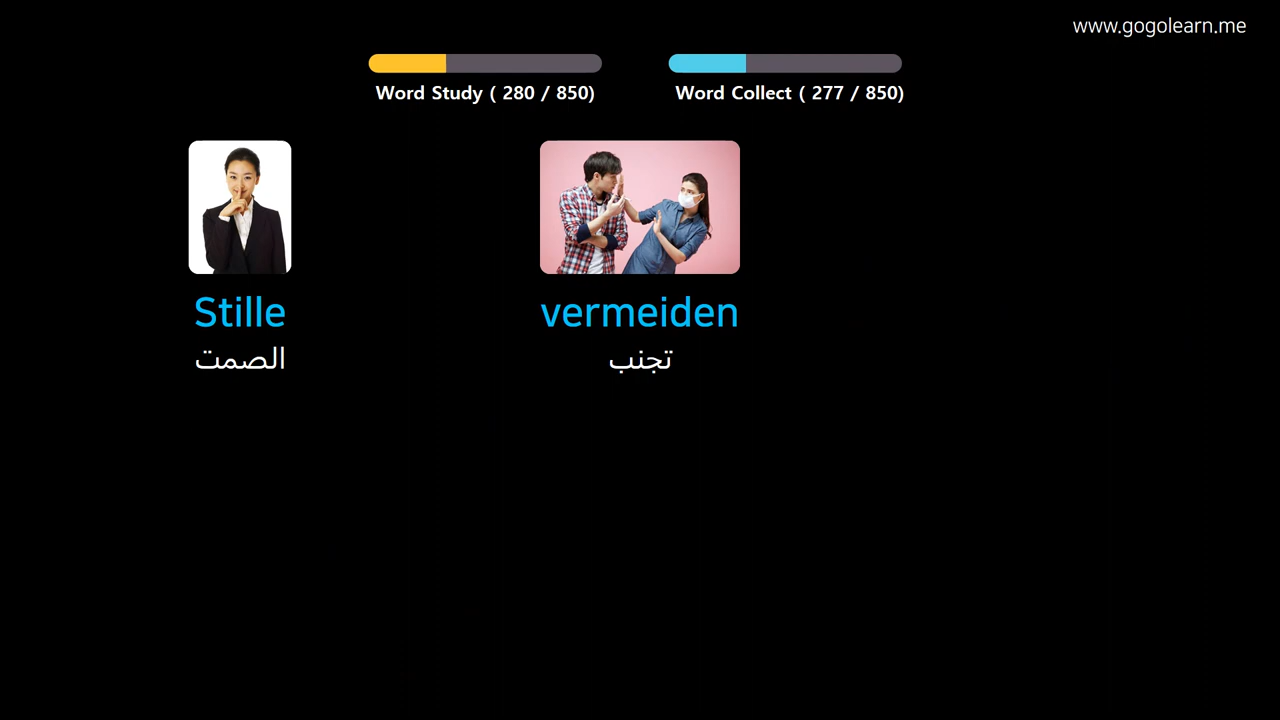 www.gogolearn.me
Word Study ( 280 / 850)
Word Collect ( 277 / 850)
Stille
الصمت
vermeiden
تجنب